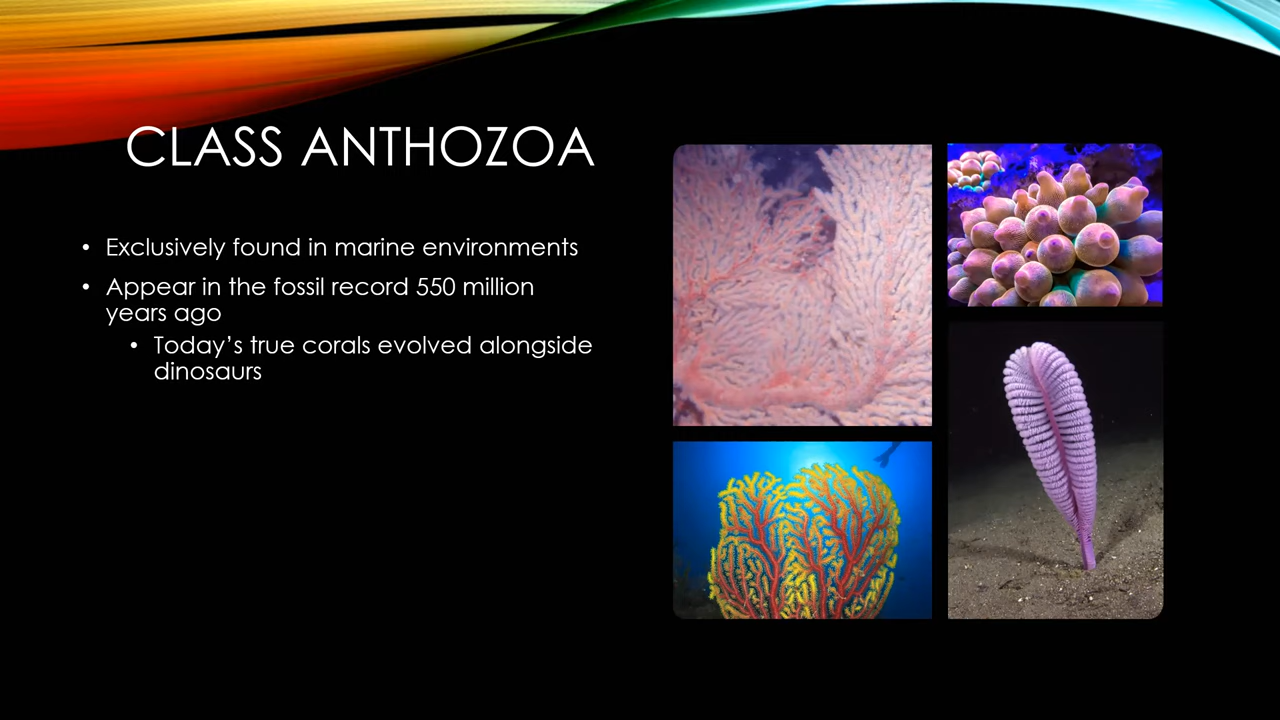 CLASS ANTHOZOA
• Exclusively found in marine environments
• Appear in the fossil record 550 million
years ago
• Today’s true corals evolved alongside
dinosaurs